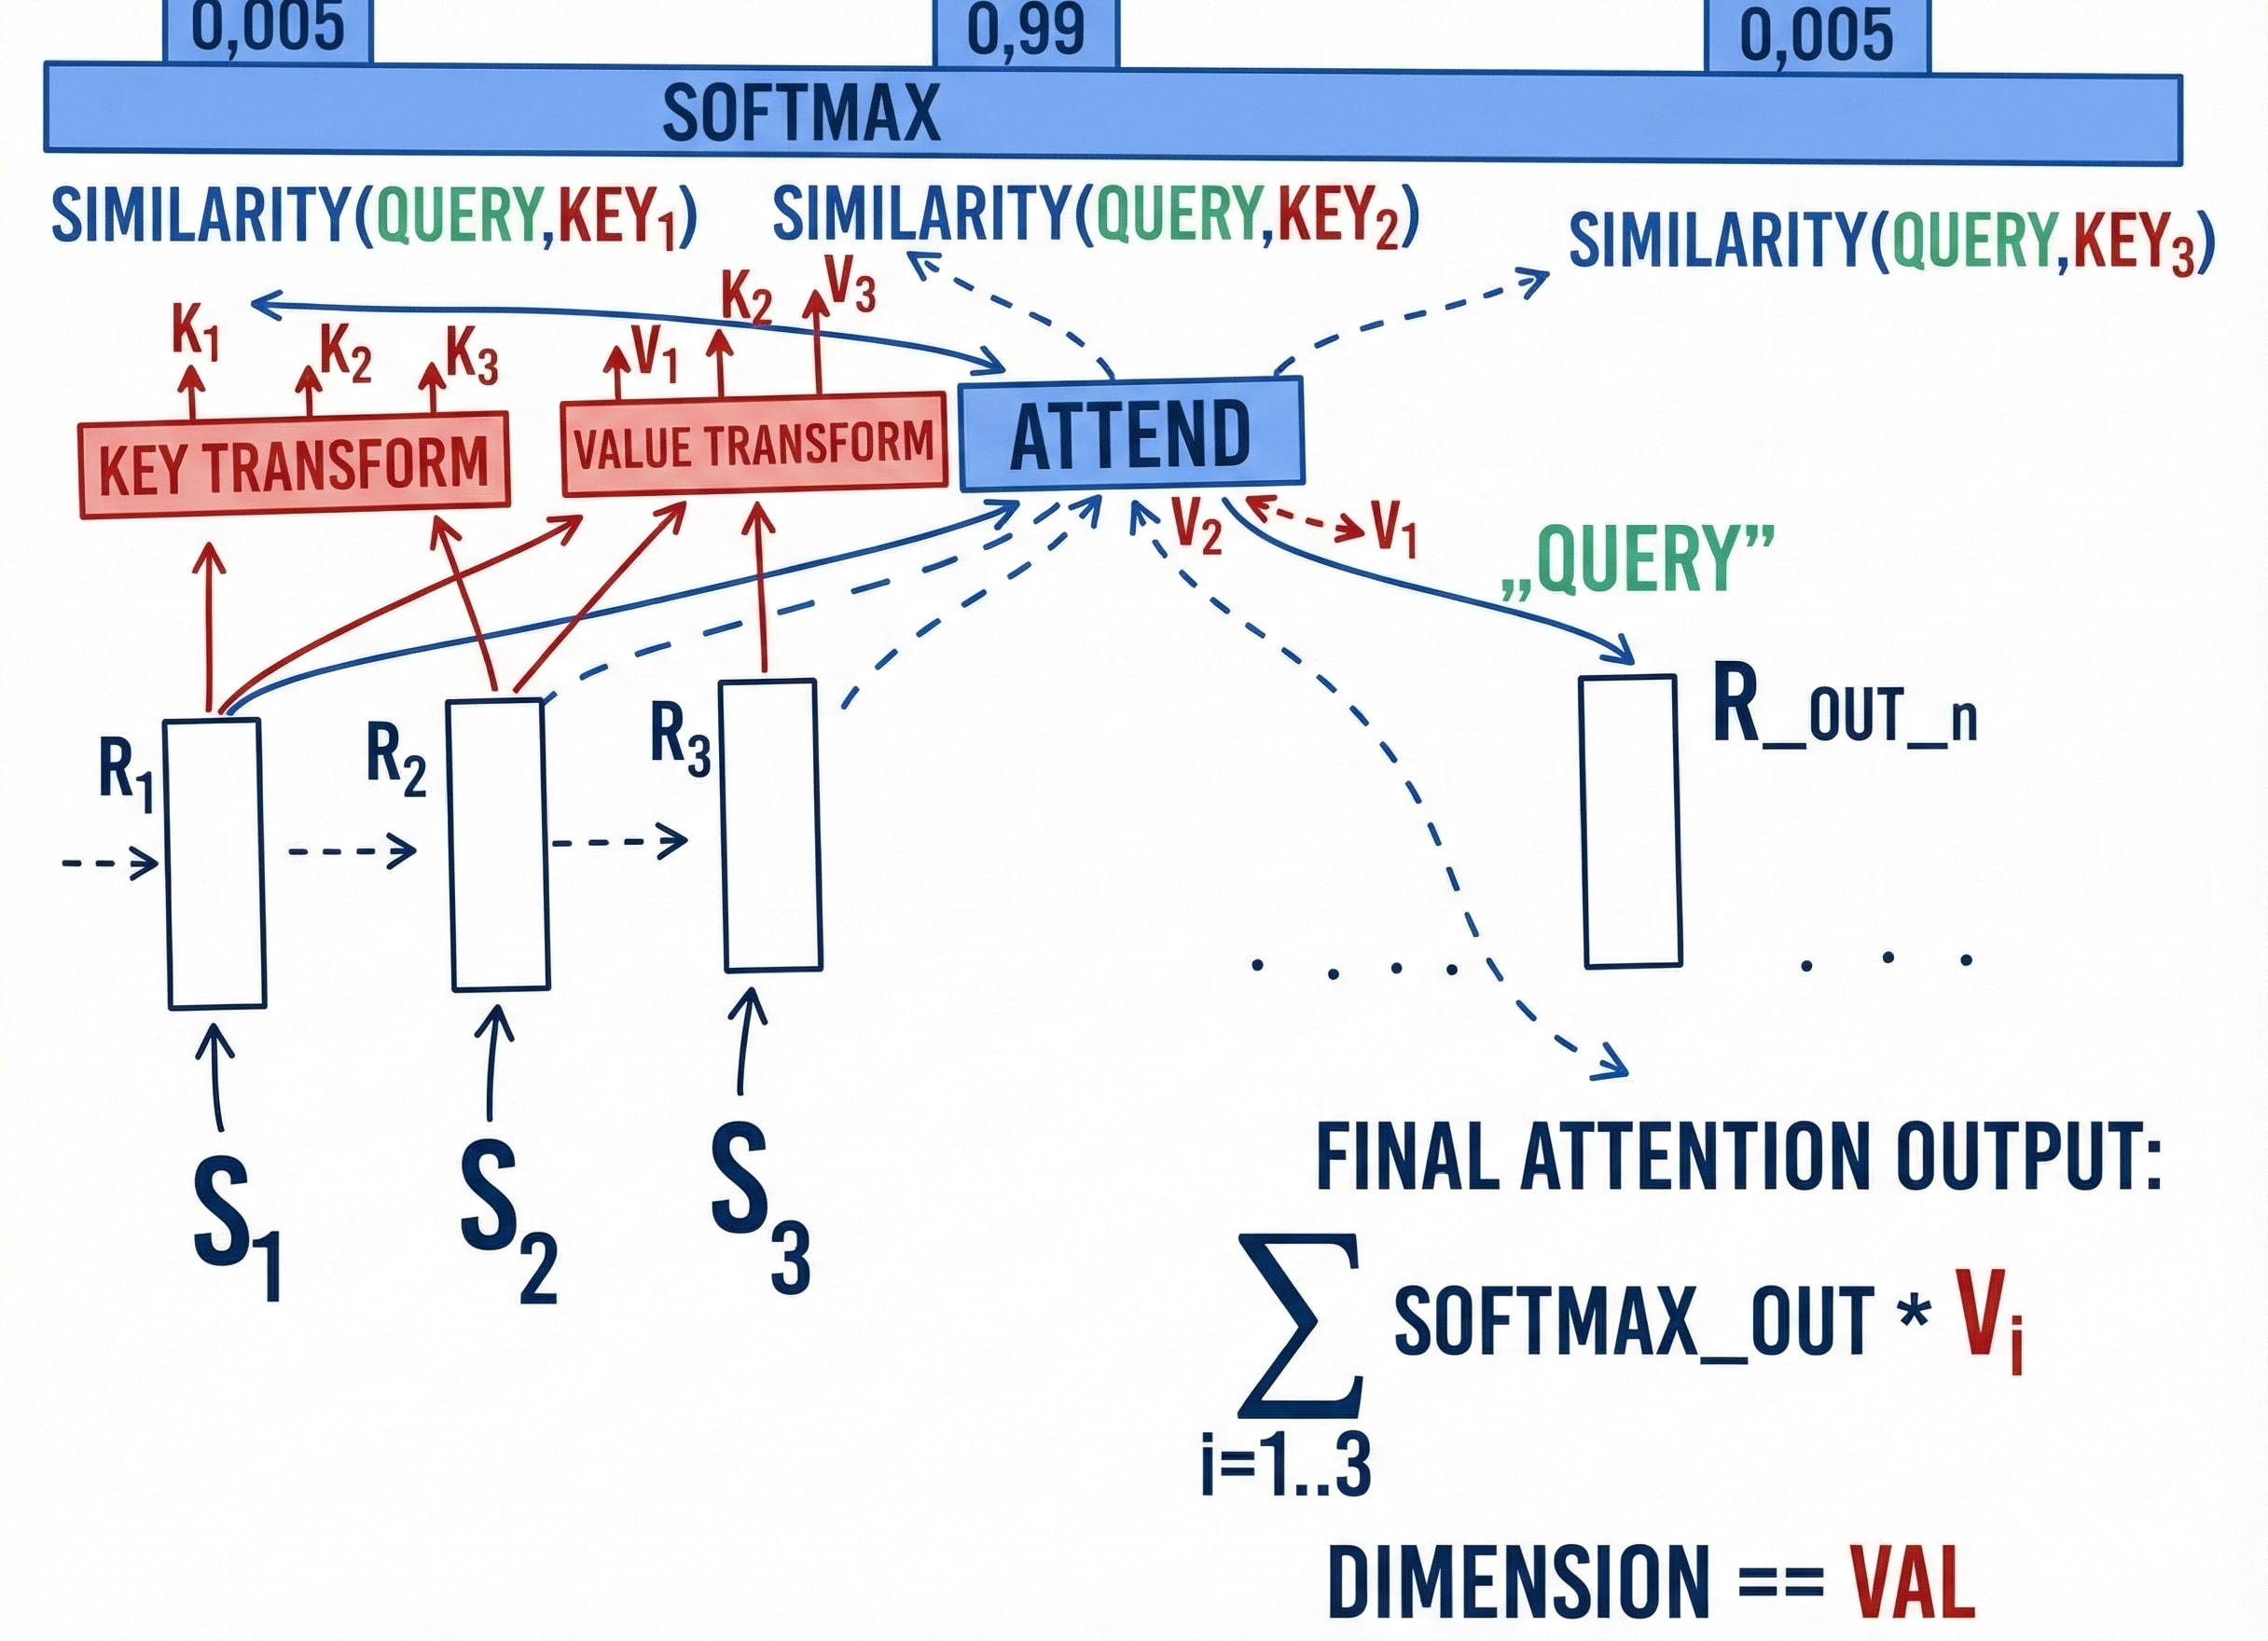 0,005 0,99 0,005
SOFTMAX
SIMILARITY(QUERY,KEY₁) SIMILARITY(QUERY,KEY₂) SIMILARITY(QUERY,KEY₃)
K₁ K₂ K₃ V₁ K₂ V₃
KEY TRANSFORM VALUE TRANSFORM ATTEND
V₂ V₁
„QUERY”
R₁ R₂ R₃ R_OUT_n
S₁ S₂ S₃
FINAL ATTENTION OUTPUT:
∑ SOFTMAX_OUT * Vᵢ
i=1..3
DIMENSION == VAL